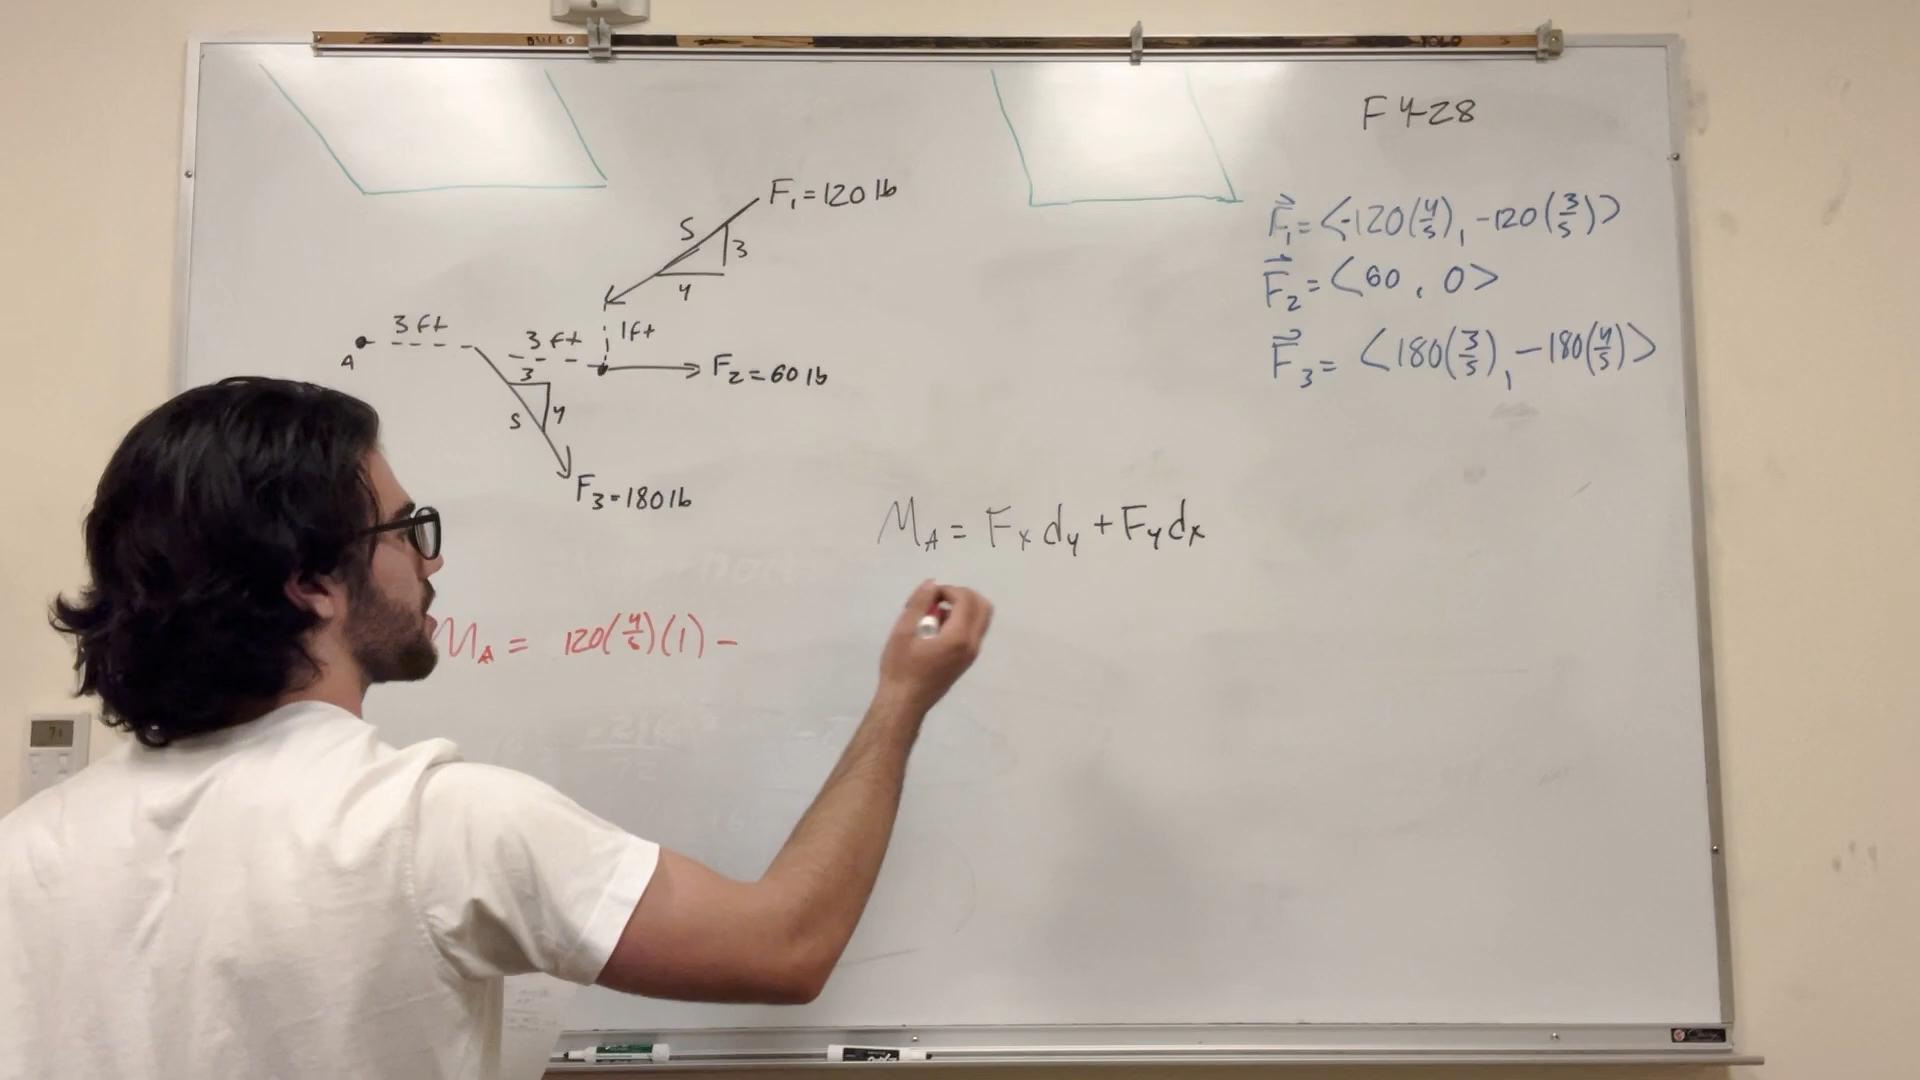 F4-28
F₁ = 120 lb
5
3
4
3 ft
A
3 ft
1 ft
F₂ = 60 lb
3
5
4
F₃ = 180 lb
F⃗₁ = <-120(4/5), -120(3/5)>
F⃗₂ = <60, 0>
F⃗₃ = <180(3/5), -180(4/5)>
M_A = F_x d_y + F_y d_x
M_A = 120(4/5)(1) -